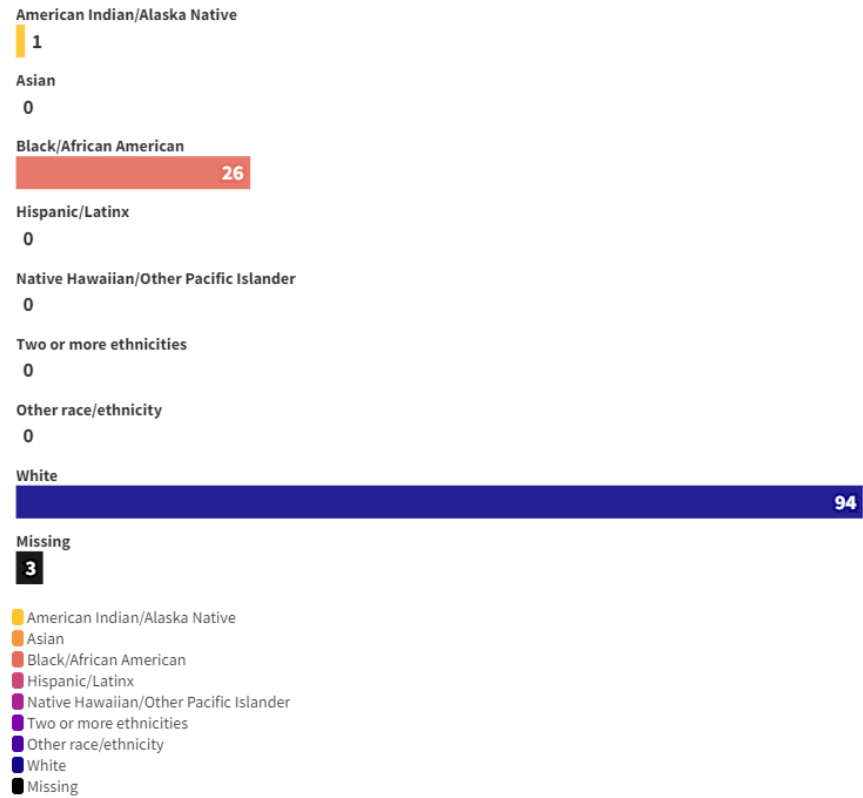 American Indian/Alaska Native
1
Asian
0
Black/African American
26
Hispanic/Latinx
0
Native Hawaiian/Other Pacific Islander
0
Two or more ethnicities
0
Other race/ethnicity
0
White
94
Missing
3
American Indian/Alaska Native
Asian
Black/African American
Hispanic/Latinx
Native Hawaiian/Other Pacific Islander
Two or more ethnicities
Other race/ethnicity
White
Missing